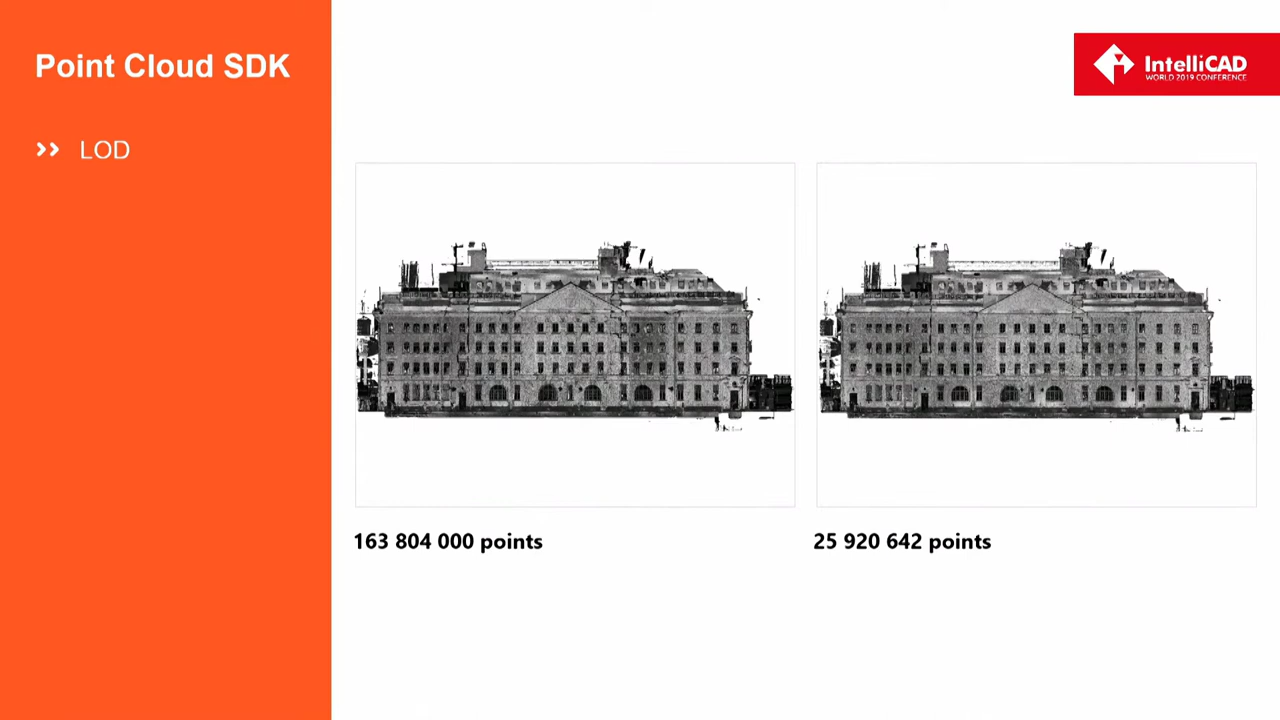 Point Cloud SDK
LOD
IntelliCAD
WORLD 2019 CONFERENCE
163 804 000 points
25 920 642 points